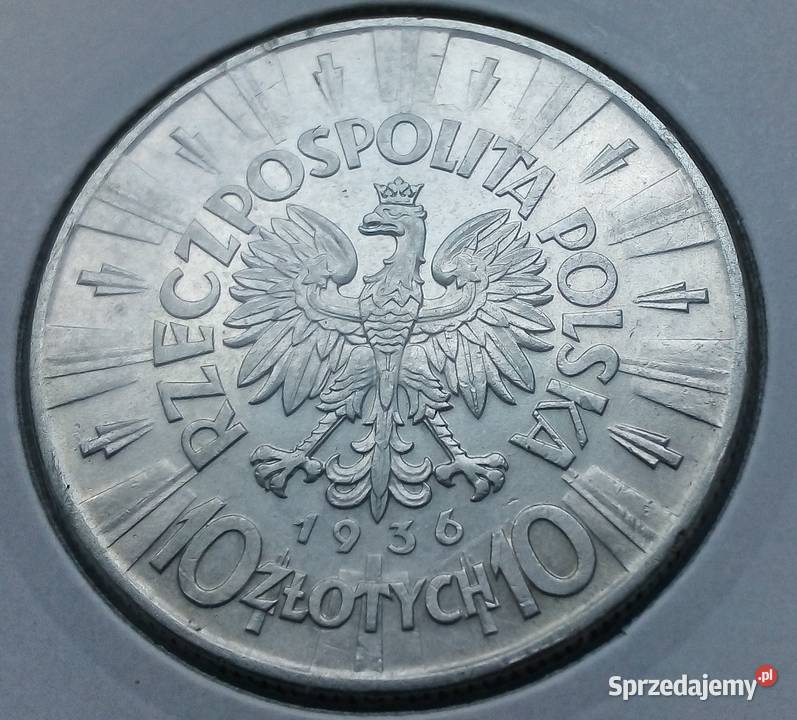 RZECZPOSPOLITA POLSKA
1936
10 ZŁOTYCH 10
Sprzedajemy.pl